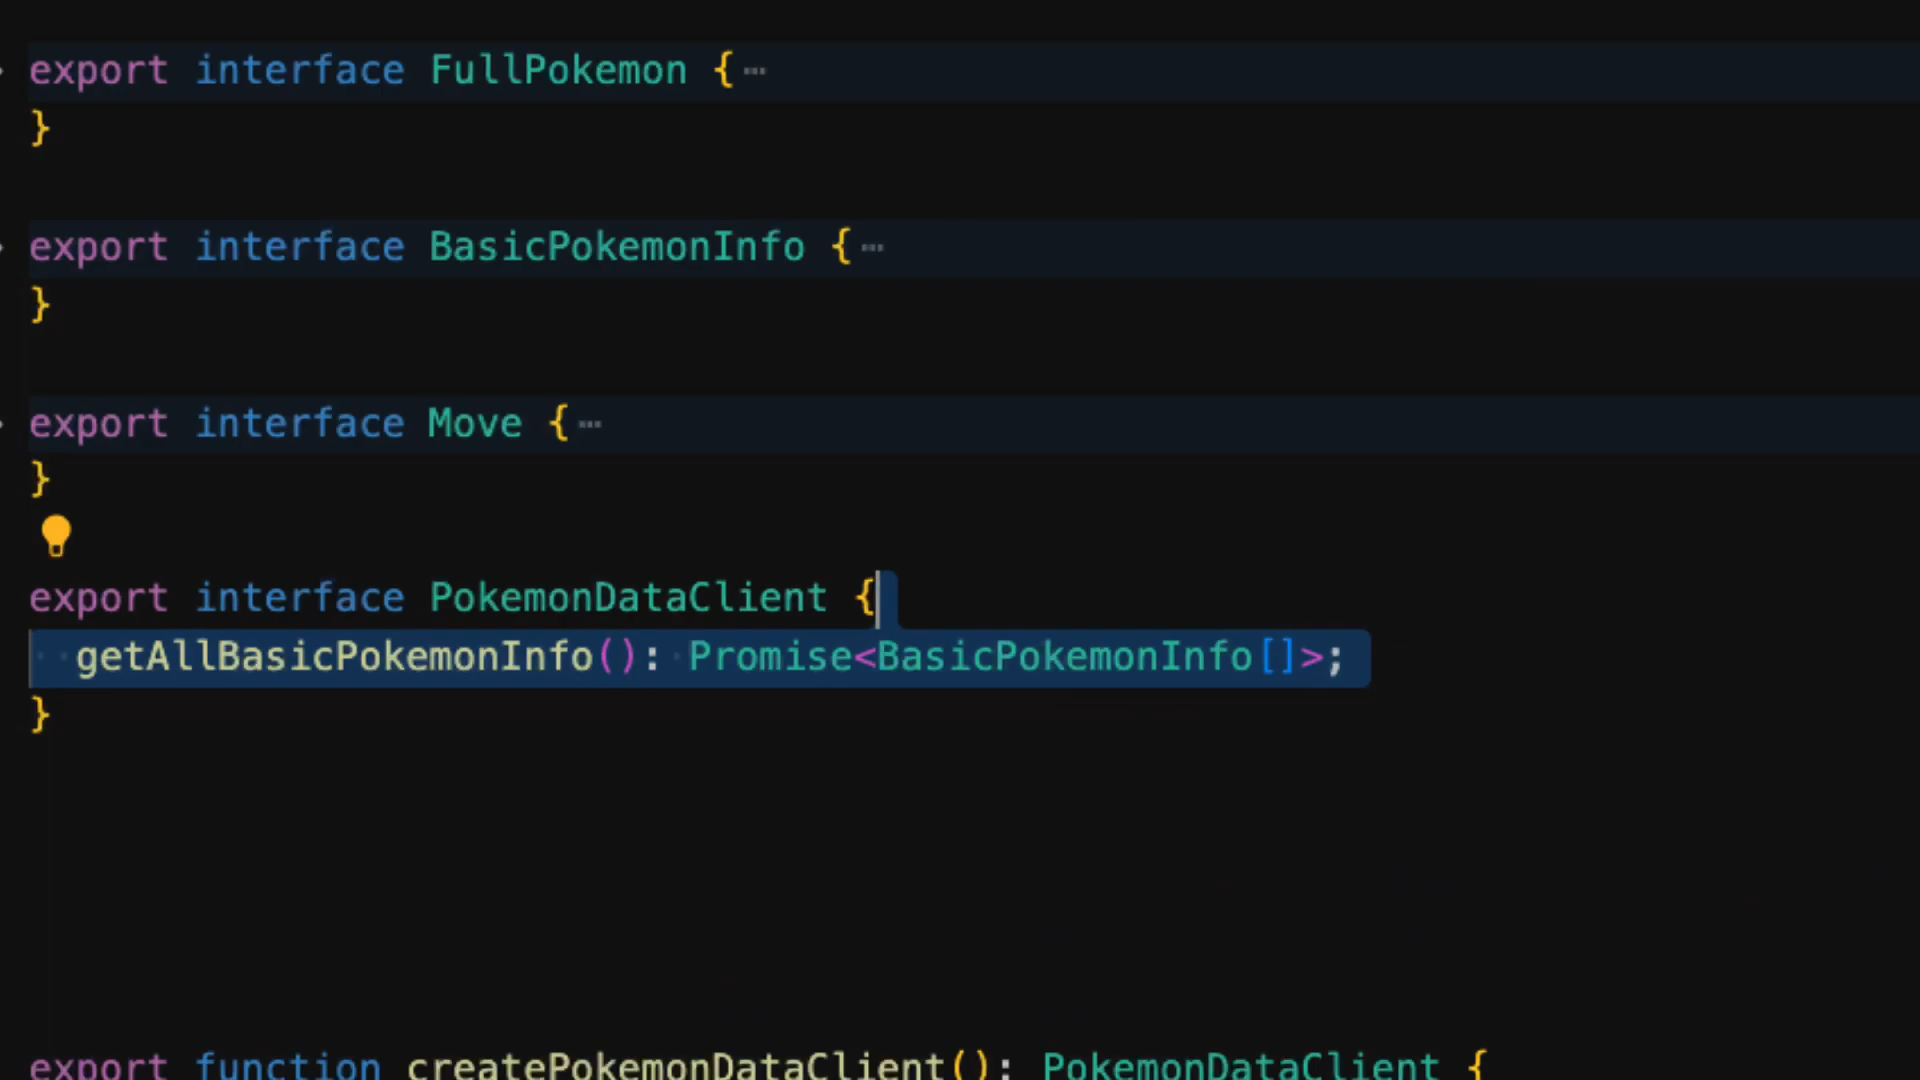 export interface FullPokemon {…
}
export interface BasicPokemonInfo {…
}
export interface Move {…
}
export interface PokemonDataClient {
getAllBasicPokemonInfo(): Promise<BasicPokemonInfo[]>;
}
export function createPokemonDataClient(): PokemonDataClient {